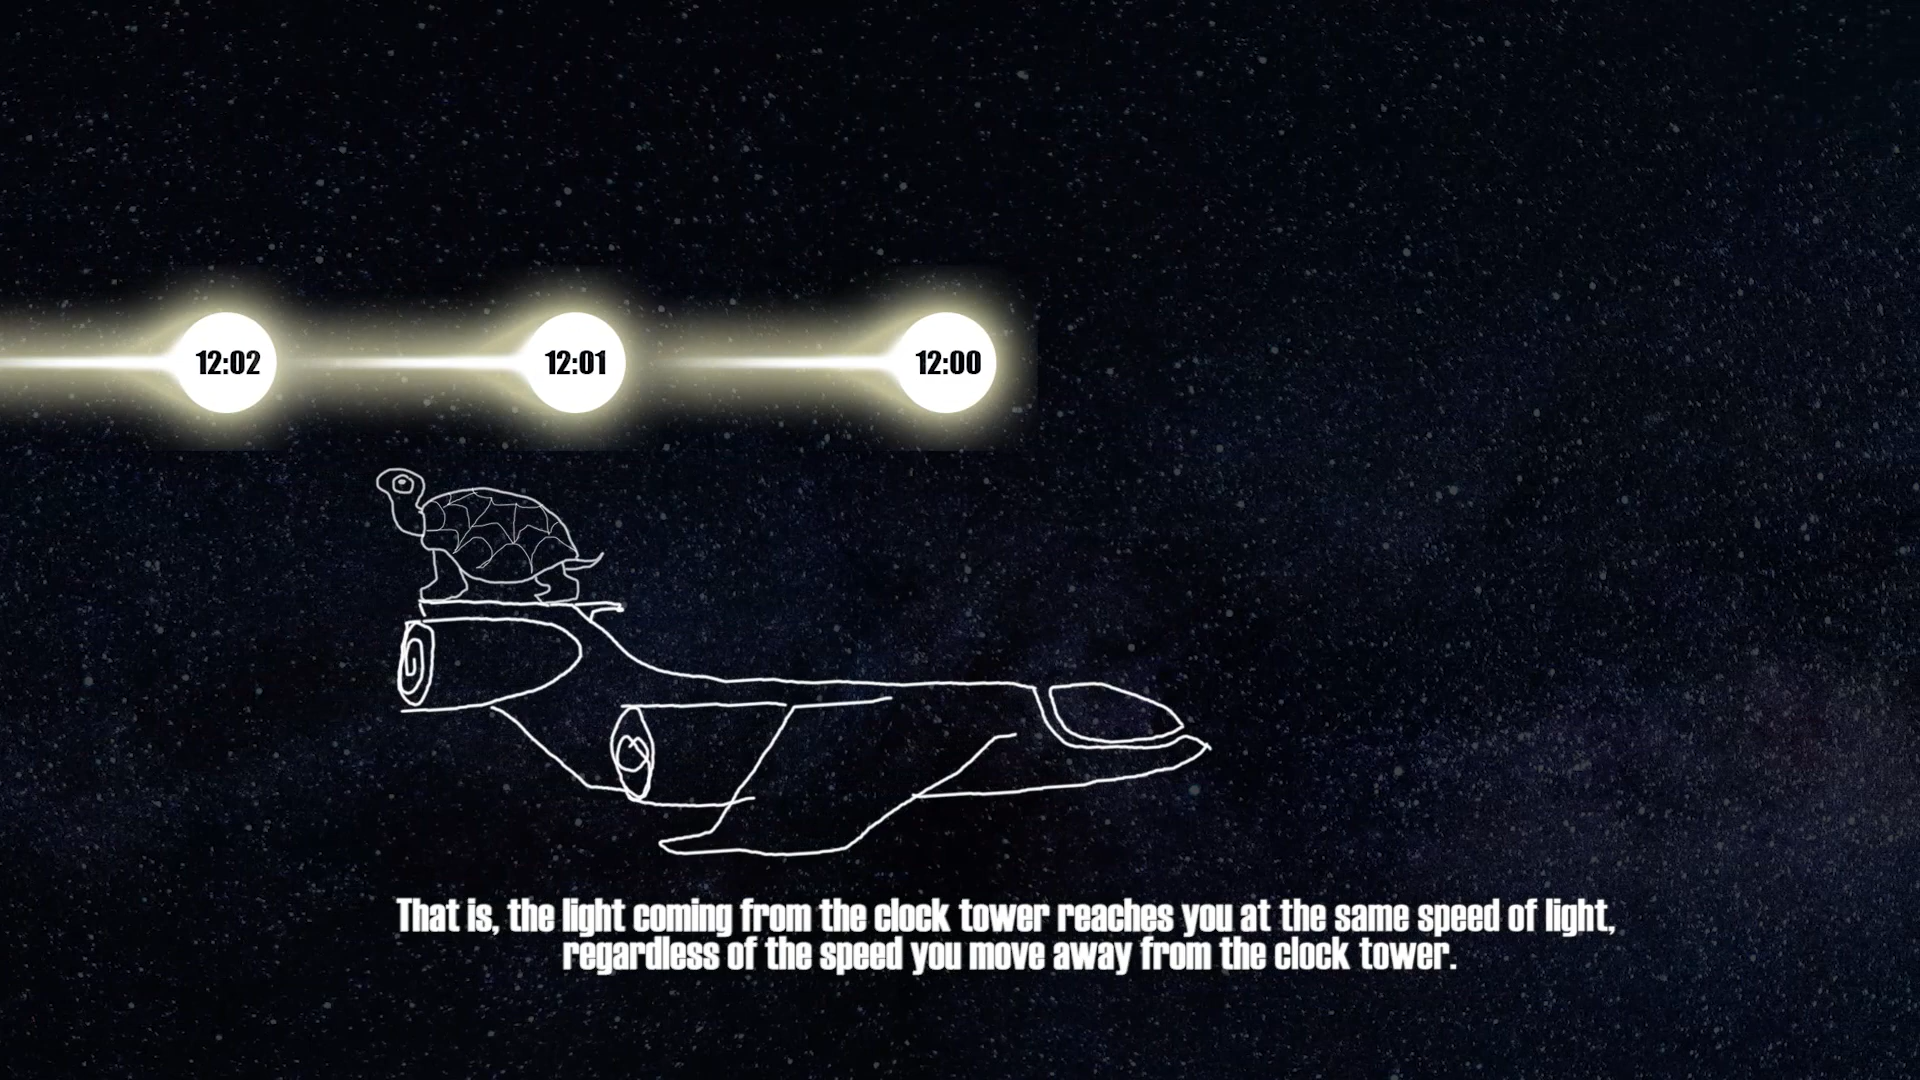 12:02 12:01 12:00
That is, the light coming from the clock tower reaches you at the same speed of light,
regardless of the speed you move away from the clock tower.